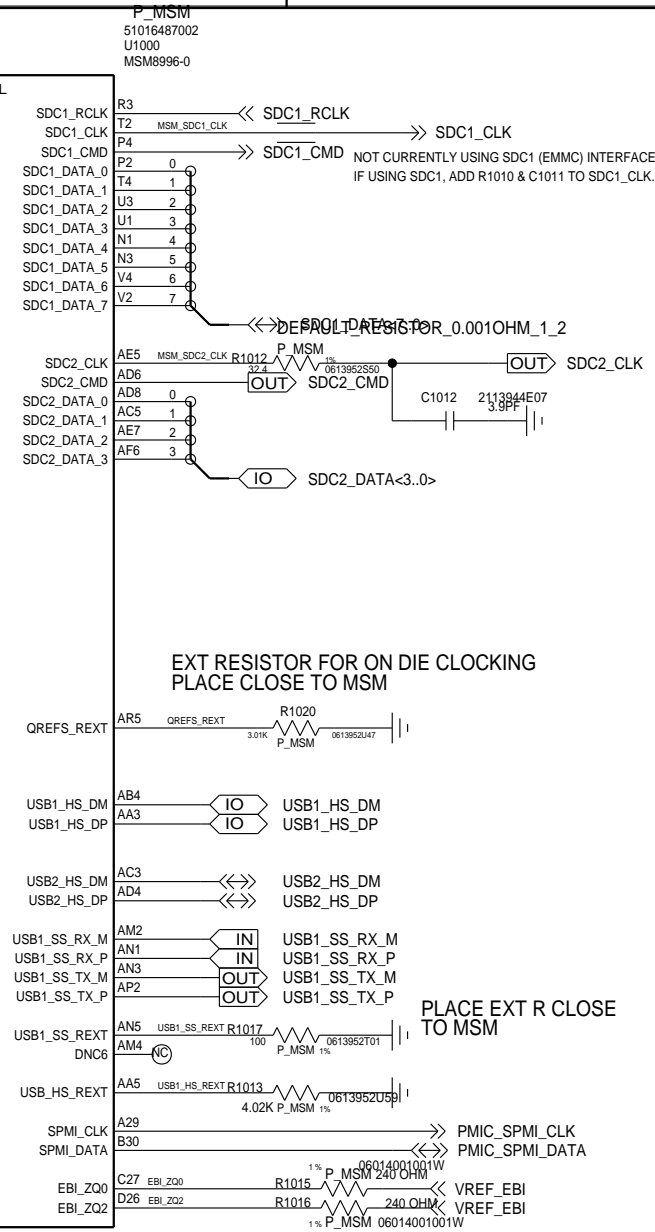 P_MSM
51016487002
U1000
MSM8996-0
L
SDC1_RCLK R3 SDC1_RCLK
SDC1_CLK T2 MSM_SDC1_CLK SDC1_CLK
SDC1_CMD P4 SDC1_CMD
NOT CURRENTLY USING SDC1 (EMMC) INTERFACE
IF USING SDC1, ADD R1010 & C1011 TO SDC1_CLK.
SDC1_DATA_0 P2 0
SDC1_DATA_1 T4 1
SDC1_DATA_2 U3 2
SDC1_DATA_3 U1 3
SDC1_DATA_4 N1 4
SDC1_DATA_5 N3 5
SDC1_DATA_6 V4 6
SDC1_DATA_7 V2 7
SDC1_DATA<7..0>
DEFAULT_RESISTOR_0.001OHM_1_2
P_MSM
SDC2_CLK AE5 MSM_SDC2_CLK R1012 32.4 1% 0613952S50 OUT SDC2_CLK
SDC2_CMD AD6 OUT SDC2_CMD
C1012 2113944E07
3.9PF
SDC2_DATA_0 AD8 0
SDC2_DATA_1 AC5 1
SDC2_DATA_2 AE7 2
SDC2_DATA_3 AF6 3
IO SDC2_DATA<3..0>
EXT RESISTOR FOR ON DIE CLOCKING
PLACE CLOSE TO MSM
R1020
QREFS_REXT AR5 QREFS_REXT 3.01K P_MSM 0613952U47
USB1_HS_DM AB4 IO USB1_HS_DM
USB1_HS_DP AA3 IO USB1_HS_DP
USB2_HS_DM AC3 USB2_HS_DM
USB2_HS_DP AD4 USB2_HS_DP
USB1_SS_RX_M AM2 IN USB1_SS_RX_M
USB1_SS_RX_P AN1 IN USB1_SS_RX_P
USB1_SS_TX_M AN3 OUT USB1_SS_TX_M
USB1_SS_TX_P AP2 OUT USB1_SS_TX_P
PLACE EXT R CLOSE
TO MSM
USB1_SS_REXT AN5 USB1_SS_REXT R1017 100 P_MSM 1% 0613952T01
DNC6 AM4 NC
USB_HS_REXT AA5 USB1_HS_REXT R1013 4.02K P_MSM 1% 0613952U59
SPMI_CLK A29 PMIC_SPMI_CLK
SPMI_DATA B30 PMIC_SPMI_DATA
1% P_MSM 240 OHM 06014001001W
EBI_ZQ0 C27 EBI_ZQ0 R1015 VREF_EBI
EBI_ZQ2 D26 EBI_ZQ2 R1016 240 OHM VREF_EBI
1% P_MSM 06014001001W